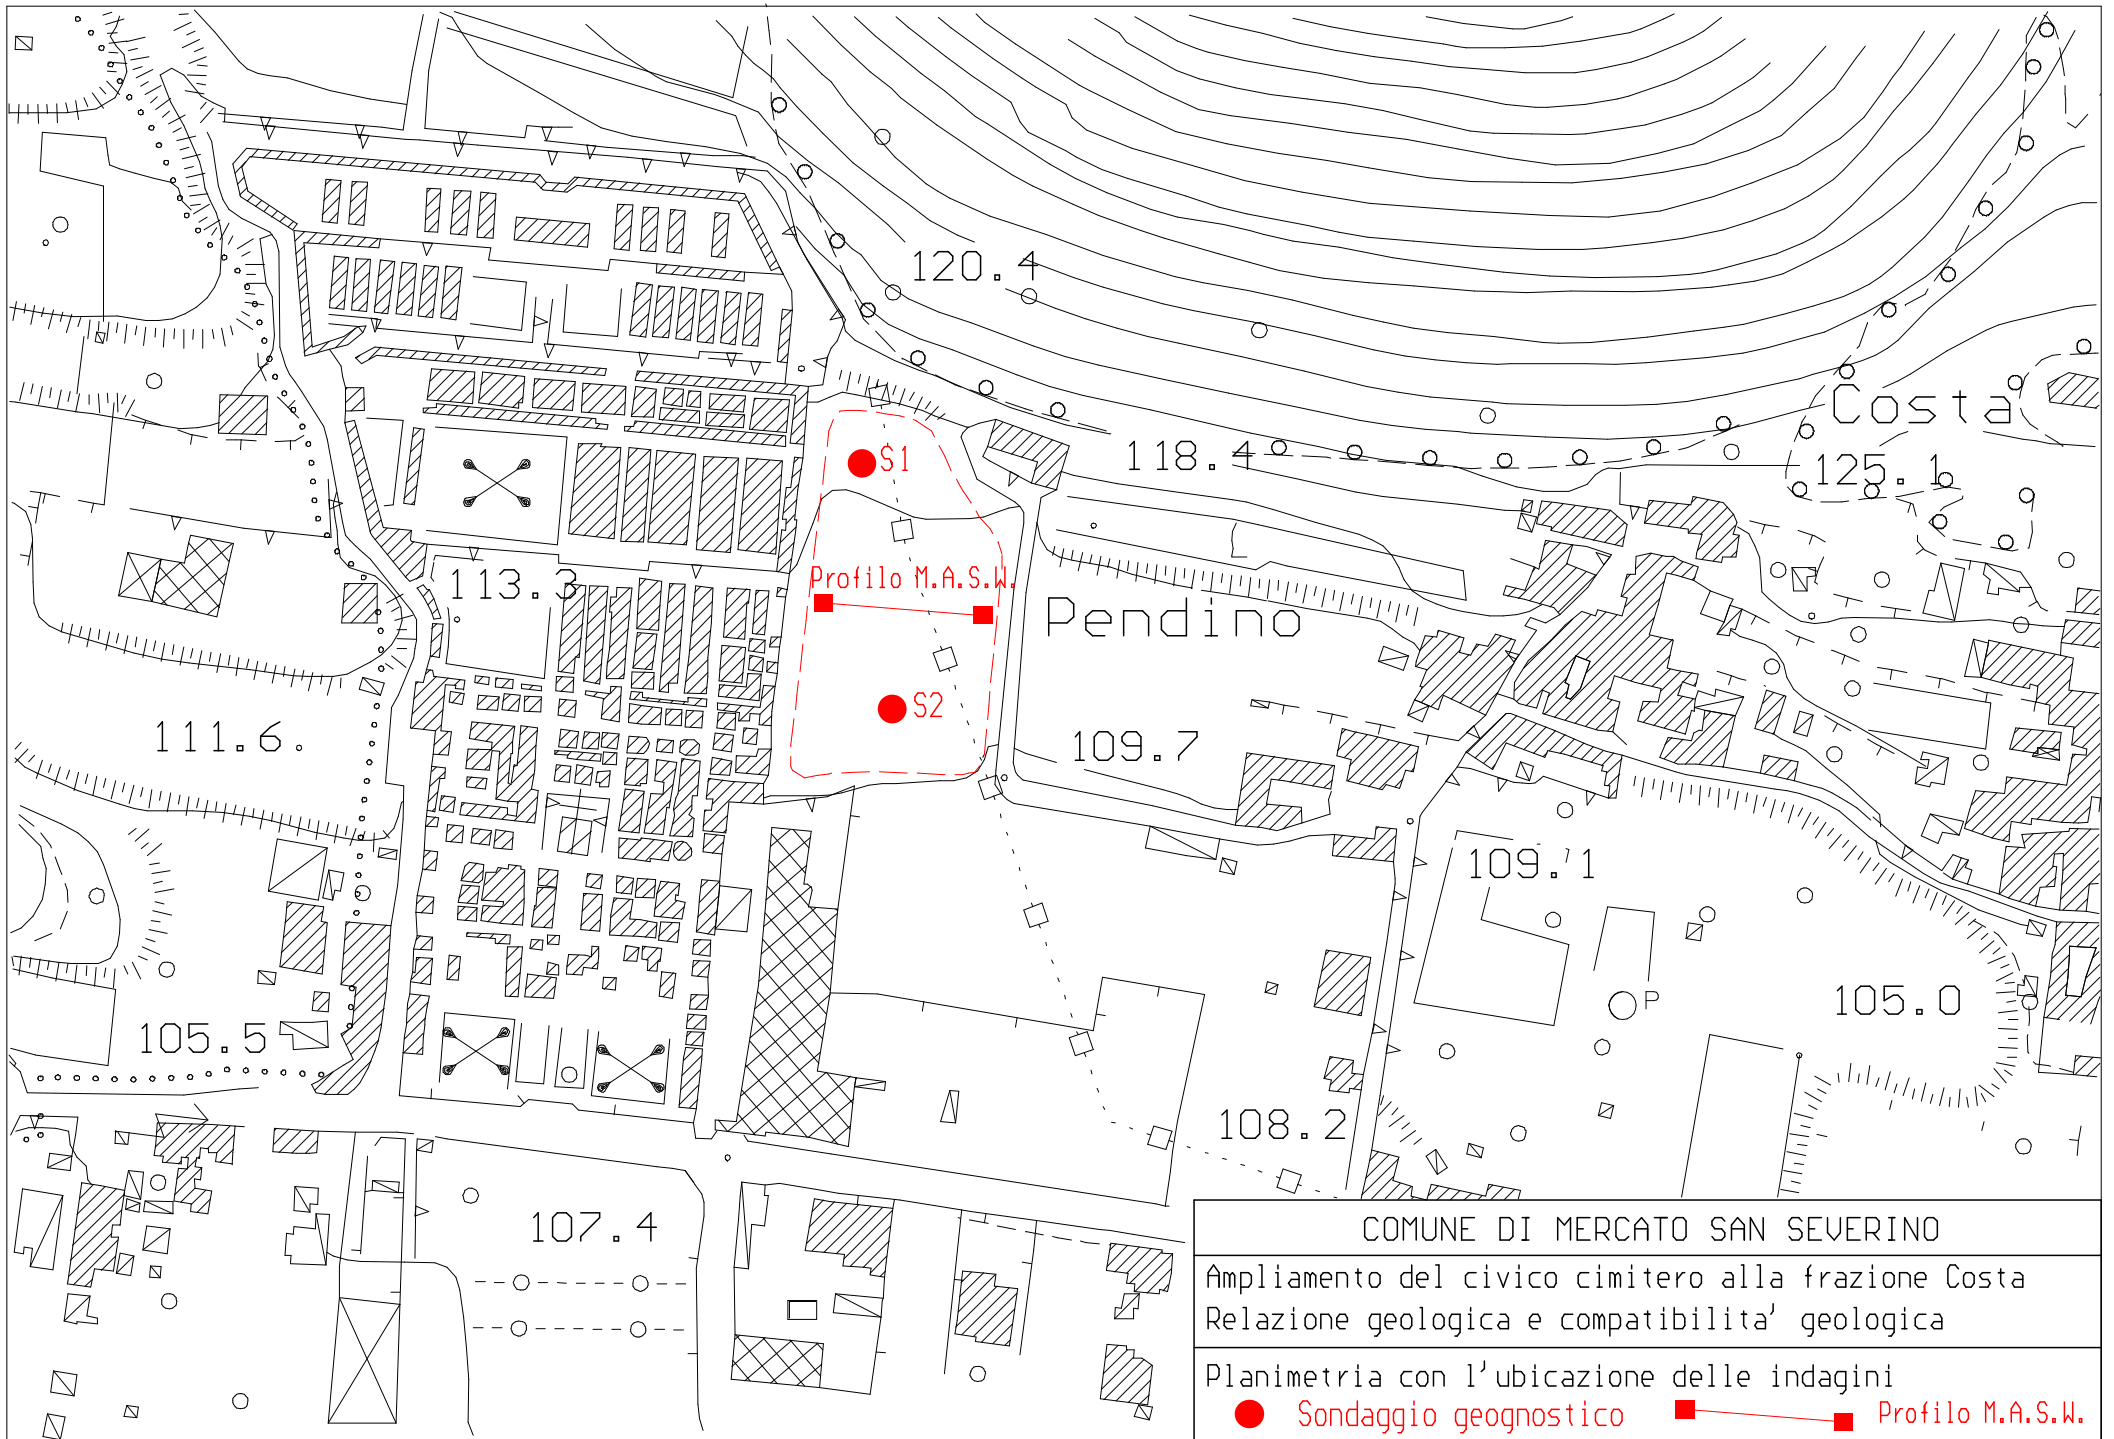 120.4
Costa
118.4
125.1
S1
113.3
Profilo M.A.S.W.
Pendino
S2
111.6
109.7
109.1
P
105.0
105.5
108.2
107.4
COMUNE DI MERCATO SAN SEVERINO
Ampliamento del civico cimitero alla frazione Costa
Relazione geologica e compatibilita' geologica
Planimetria con l'ubicazione delle indagini
Sondaggio geognostico Profilo M.A.S.W.